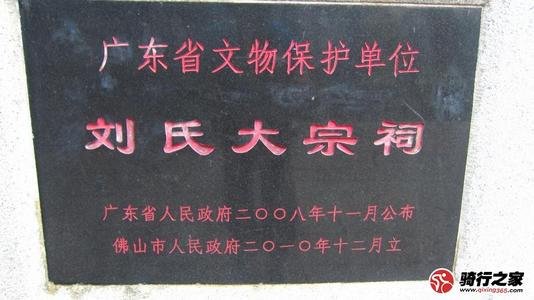 广东省文物保护单位
刘氏大宗祠
广东省人民政府二〇〇八年十一月公布
佛山市人民政府二〇一〇年十二月立
骑行之家
www.qixing365.com